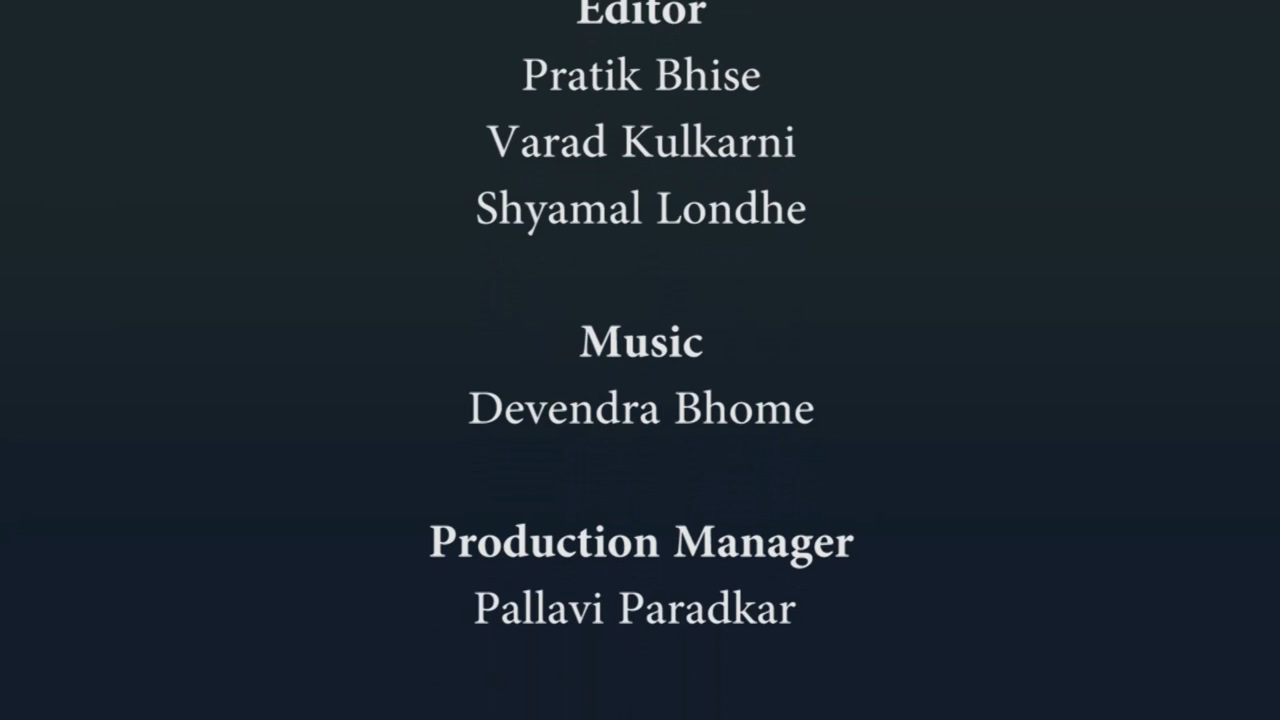 Editor
Pratik Bhise
Varad Kulkarni
Shyamal Londhe
Music
Devendra Bhome
Production Manager
Pallavi Paradkar